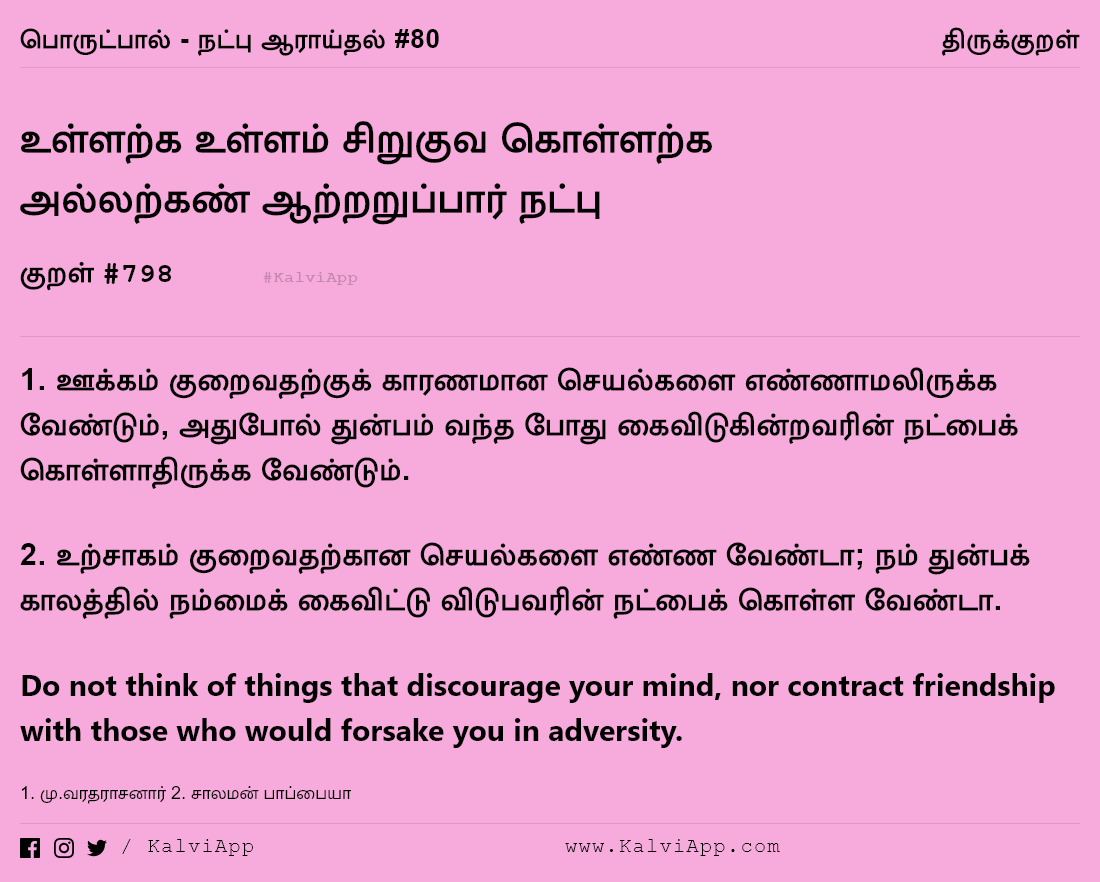 பொருட்பால் - நட்பு ஆராய்தல் #80
திருக்குறள்
உள்ளற்க உள்ளம் சிறுகுவ கொள்ளற்க
அல்லற்கண் ஆற்றறுப்பார் நட்பு
குறள் #798
#KalviApp
1. ஊக்கம் குறைவதற்குக் காரணமான செயல்களை எண்ணாமலிருக்க
வேண்டும், அதுபோல் துன்பம் வந்த போது கைவிடுகின்றவரின் நட்பைக்
கொள்ளாதிருக்க வேண்டும்.
2. உற்சாகம் குறைவதற்கான செயல்களை எண்ண வேண்டா; நம் துன்பக்
காலத்தில் நம்மைக் கைவிட்டு விடுபவரின் நட்பைக் கொள்ள வேண்டா.
Do not think of things that discourage your mind, nor contract friendship
with those who would forsake you in adversity.
1. மு.வரதராசனார் 2. சாலமன் பாப்பையா
/ KalviApp
www.KalviApp.com